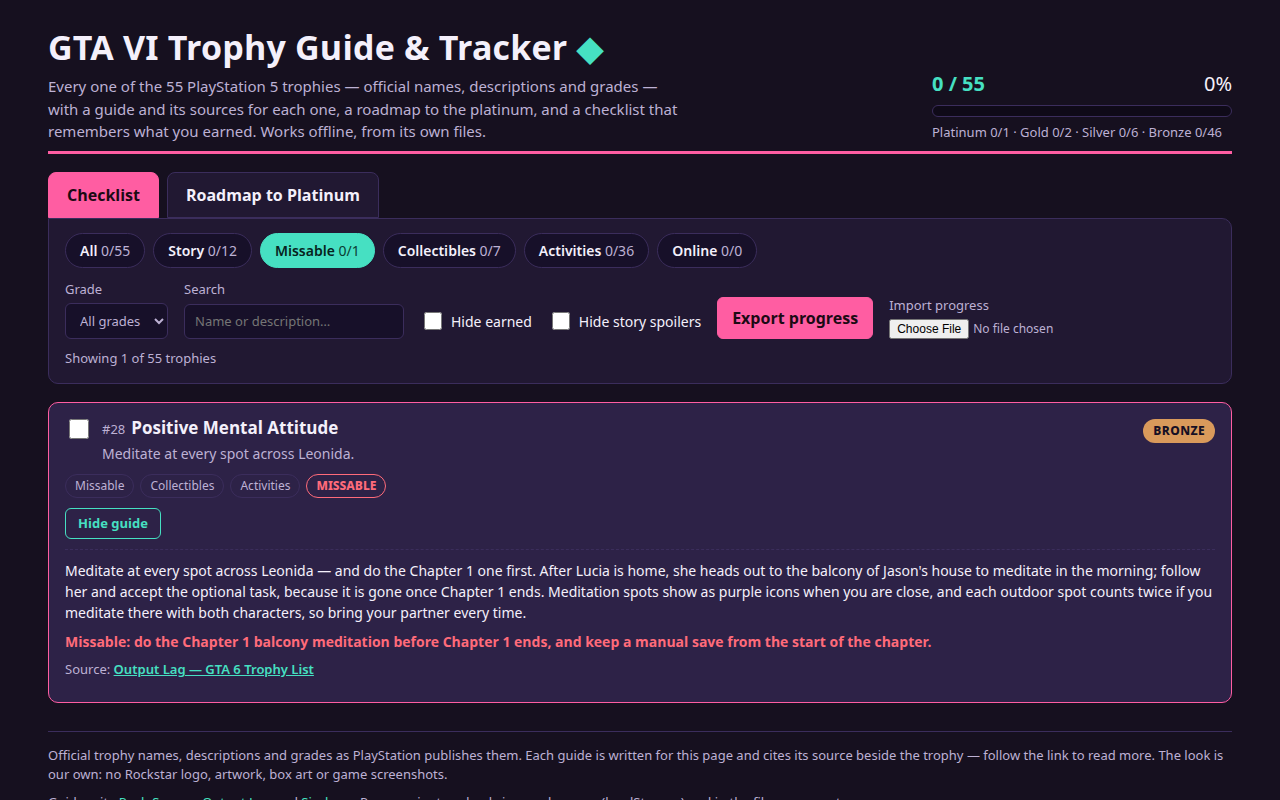 GTA VI Trophy Guide & Tracker
Every one of the 55 PlayStation 5 trophies — official names, descriptions and grades —
with a guide and its sources for each one, a roadmap to the platinum, and a checklist that
remembers what you earned. Works offline, from its own files.
0 / 55 0%
Platinum 0/1 · Gold 0/2 · Silver 0/6 · Bronze 0/46
Checklist Roadmap to Platinum
All 0/55 Story 0/12 Missable 0/1 Collectibles 0/7 Activities 0/36 Online 0/0
Grade Search
All grades Name or description... Hide earned Hide story spoilers Export progress
Import progress
Choose File No file chosen
Showing 1 of 55 trophies
#28 Positive Mental Attitude BRONZE
Meditate at every spot across Leonida.
Missable Collectibles Activities MISSABLE
Hide guide
Meditate at every spot across Leonida — and do the Chapter 1 one first. After Lucia is home, she heads out to the balcony of Jason's house to meditate in the morning; follow
her and accept the optional task, because it is gone once Chapter 1 ends. Meditation spots show as purple icons when you are close, and each outdoor spot counts twice if you
meditate there with both characters, so bring your partner every time.
Missable: do the Chapter 1 balcony meditation before Chapter 1 ends, and keep a manual save from the start of the chapter.
Source: Output Lag — GTA 6 Trophy List
Official trophy names, descriptions and grades as PlayStation publishes them. Each guide is written for this page and cites its source beside the trophy — follow the link to read more. The look is
our own: no Rockstar logo, artwork, box art or game screenshots.